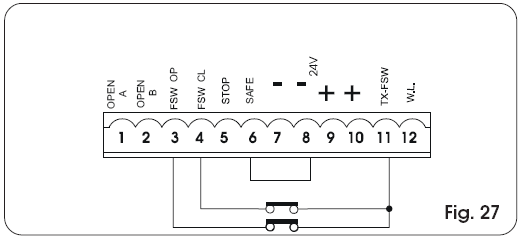 OPEN A
OPEN B
FSW OP
FSW CL
STOP
SAFE
-
-
24V
+
+
TX-FSW
W.L.
1 2 3 4 5 6 7 8 9 10 11 12
Fig. 27